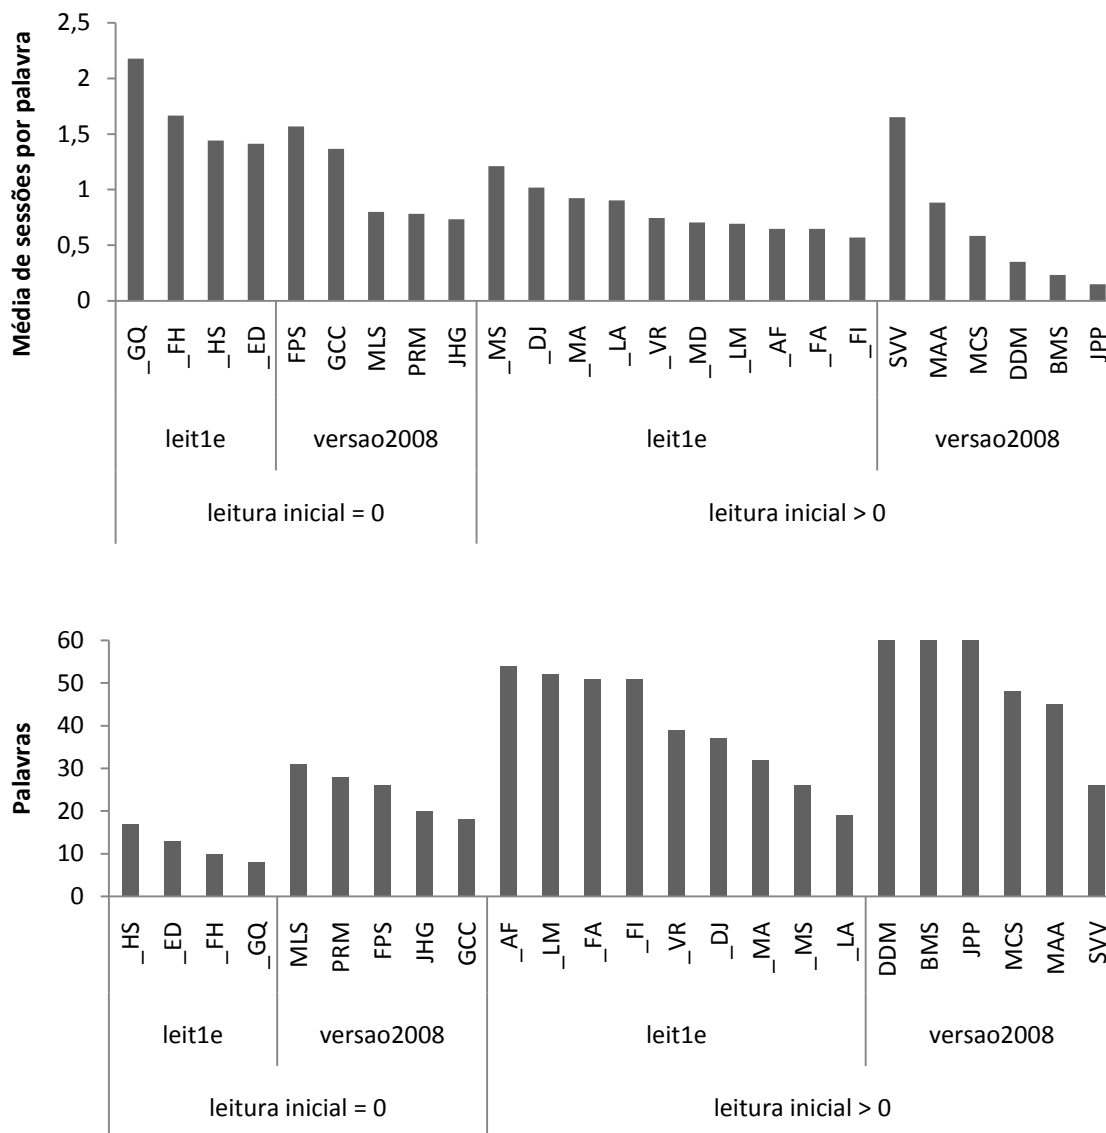 Média de sessões por palavra
2,5
2
1,5
1
0,5
0
_GQ
_FH
_HS
_ED
FPS
GCC
MLS
PRM
JHG
_MS
_DJ
_MA
_LA
_VR
_MD
_LM
_AF
_FA
_FI
SVV
MAA
MCS
DDM
BMS
JPP
leit1e
versao2008
leit1e
versao2008
leitura inicial = 0
leitura inicial > 0
Palavras
60
50
40
30
20
10
0
_HS
_ED
_FH
_GQ
MLS
PRM
FPS
JHG
GCC
_AF
_LM
_FA
_FI
_VR
_DJ
_MA
_MS
_LA
DDM
BMS
JPP
MCS
MAA
SVV
leit1e
versao2008
leit1e
versao2008
leitura inicial = 0
leitura inicial > 0